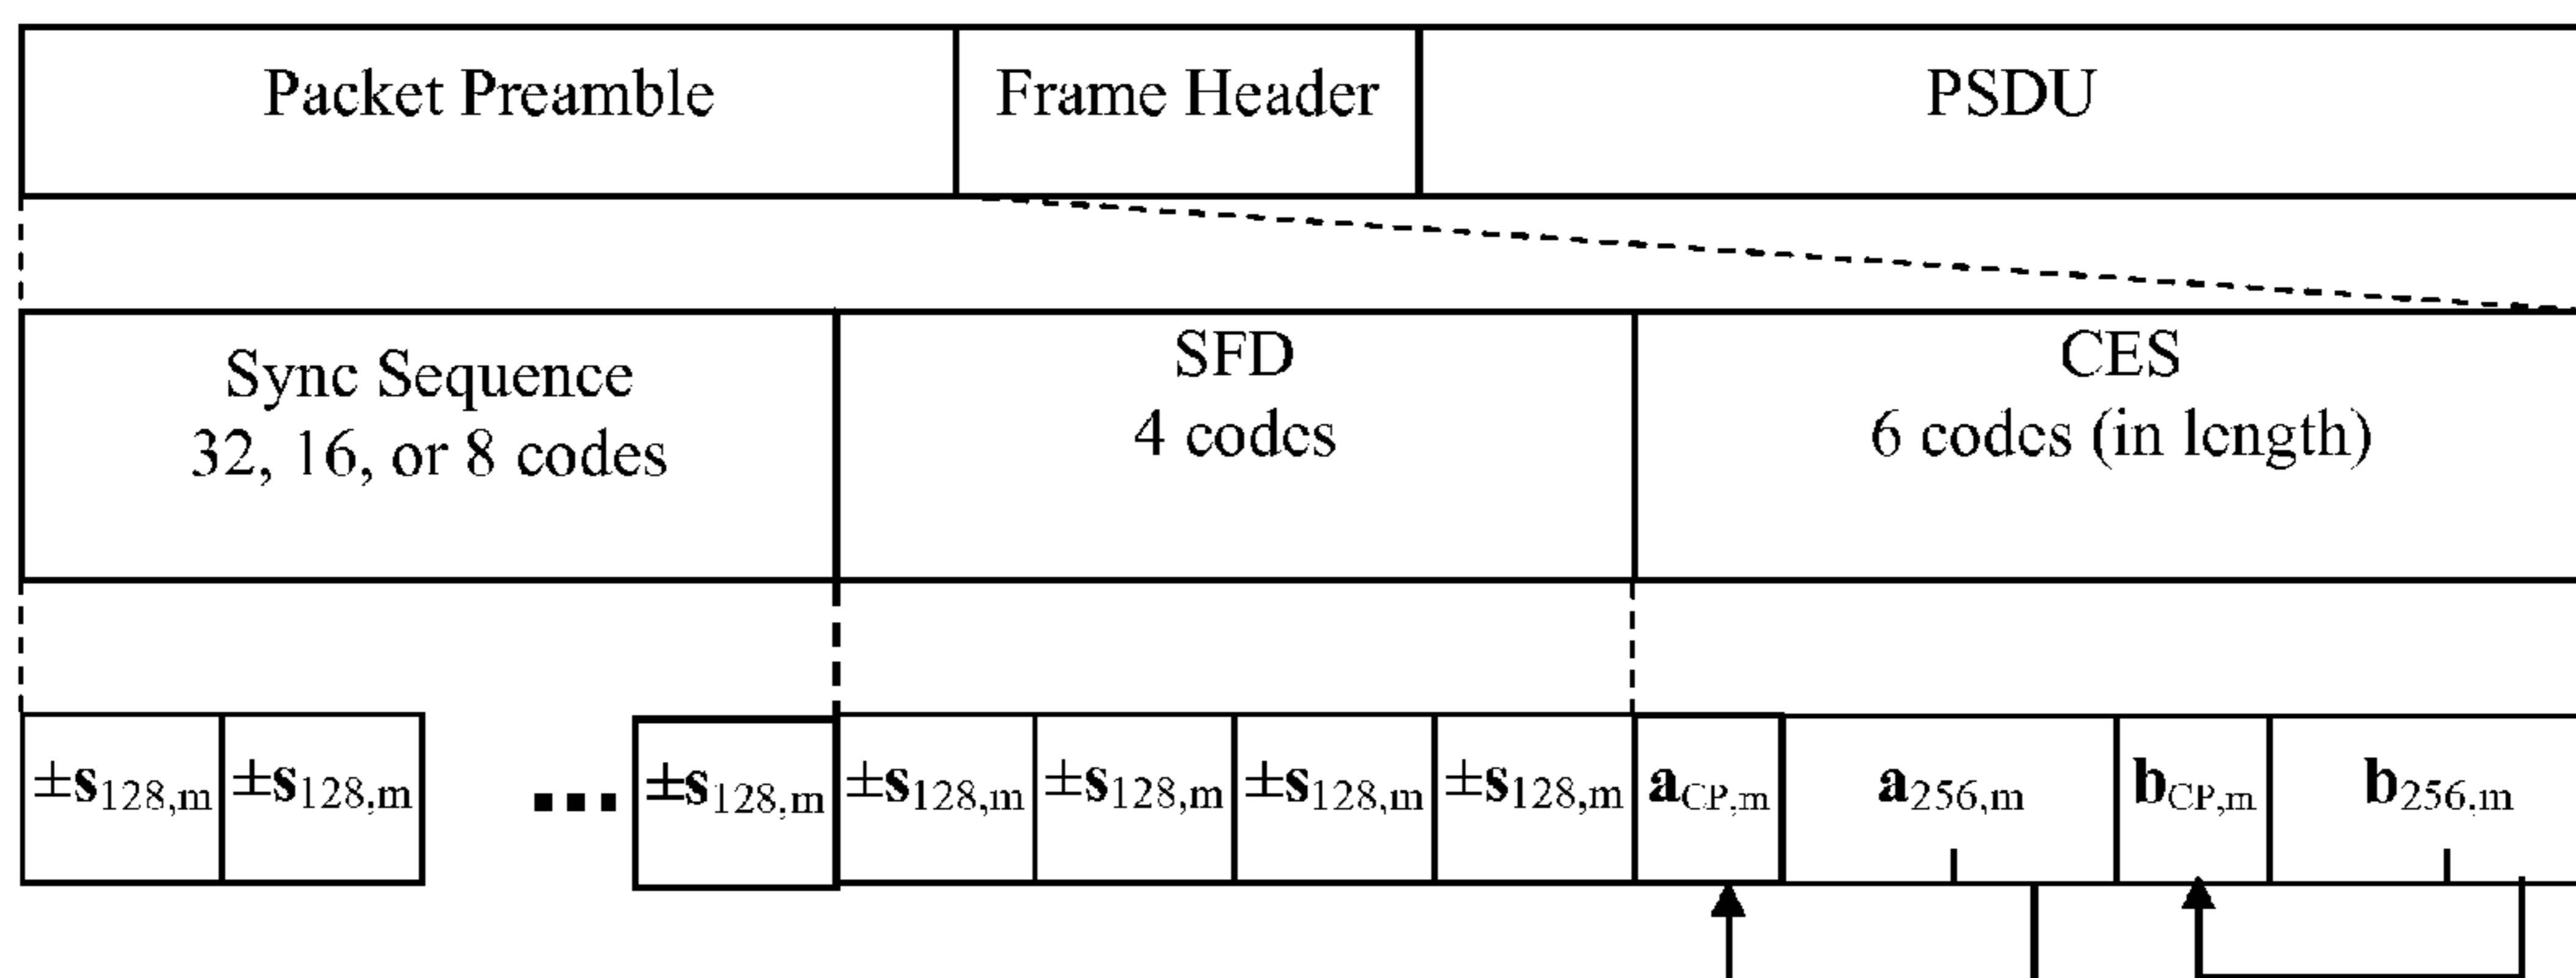 Packet Preamble
Frame Header
PSDU
Sync Sequence
32, 16, or 8 codes
SFD
4 codes
CES
6 codes (in length)
±s128,m
±s128,m
...
±s128,m
±s128,m
±s128,m
±s128,m
±s128,m
aCP,m
a256,m
bCP,m
b256,m